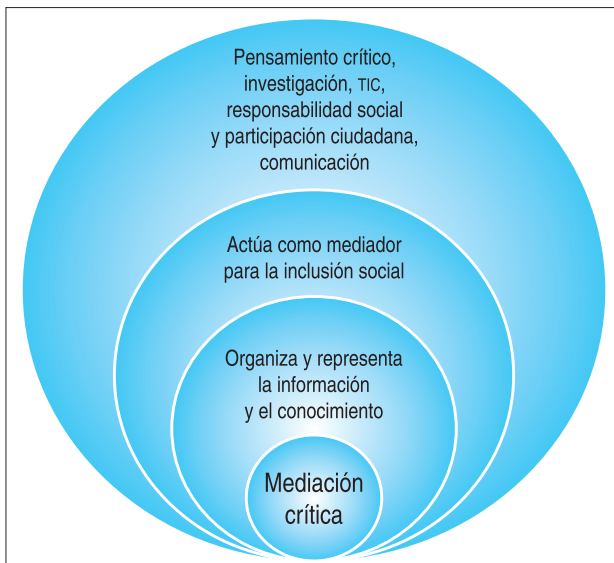 Pensamiento crítico,
investigación, TIC,
responsabilidad social
y participación ciudadana,
comunicación
Actúa como mediador
para la inclusión social
Organiza y representa
la información
y el conocimiento
Mediación
crítica